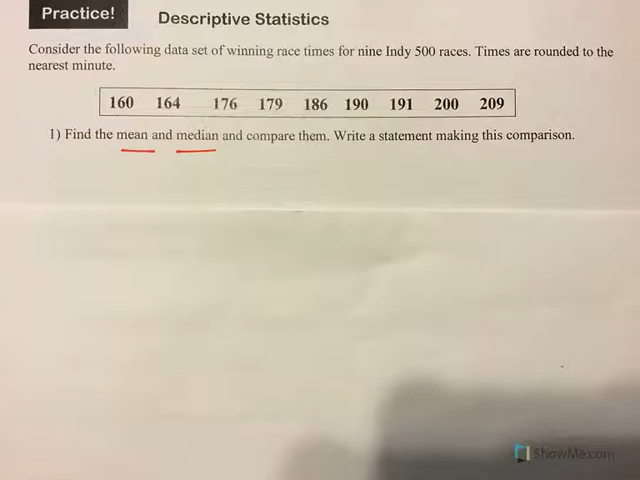 Practice!
Descriptive Statistics
Consider the following data set of winning race times for nine Indy 500 races. Times are rounded to the
nearest minute.
160 164 176 179 186 190 191 200 209
1) Find the mean and median and compare them. Write a statement making this comparison.
ShowMe.com